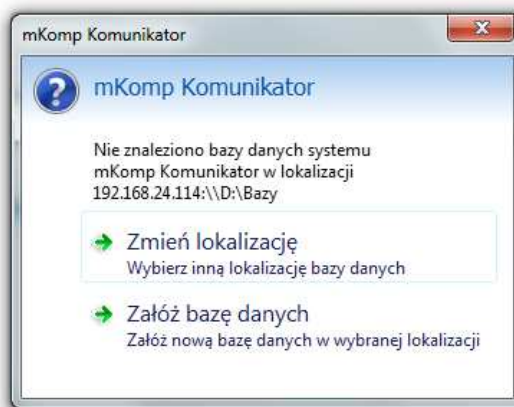 mKomp Komunikator
mKomp Komunikator
Nie znaleziono bazy danych systemu
mKomp Komunikator w lokalizacji
192.168.24.114:\\D:\Bazy
Zmień lokalizację
Wybierz inną lokalizację bazy danych
Załóż bazę danych
Załóż nową bazę danych w wybranej lokalizacji